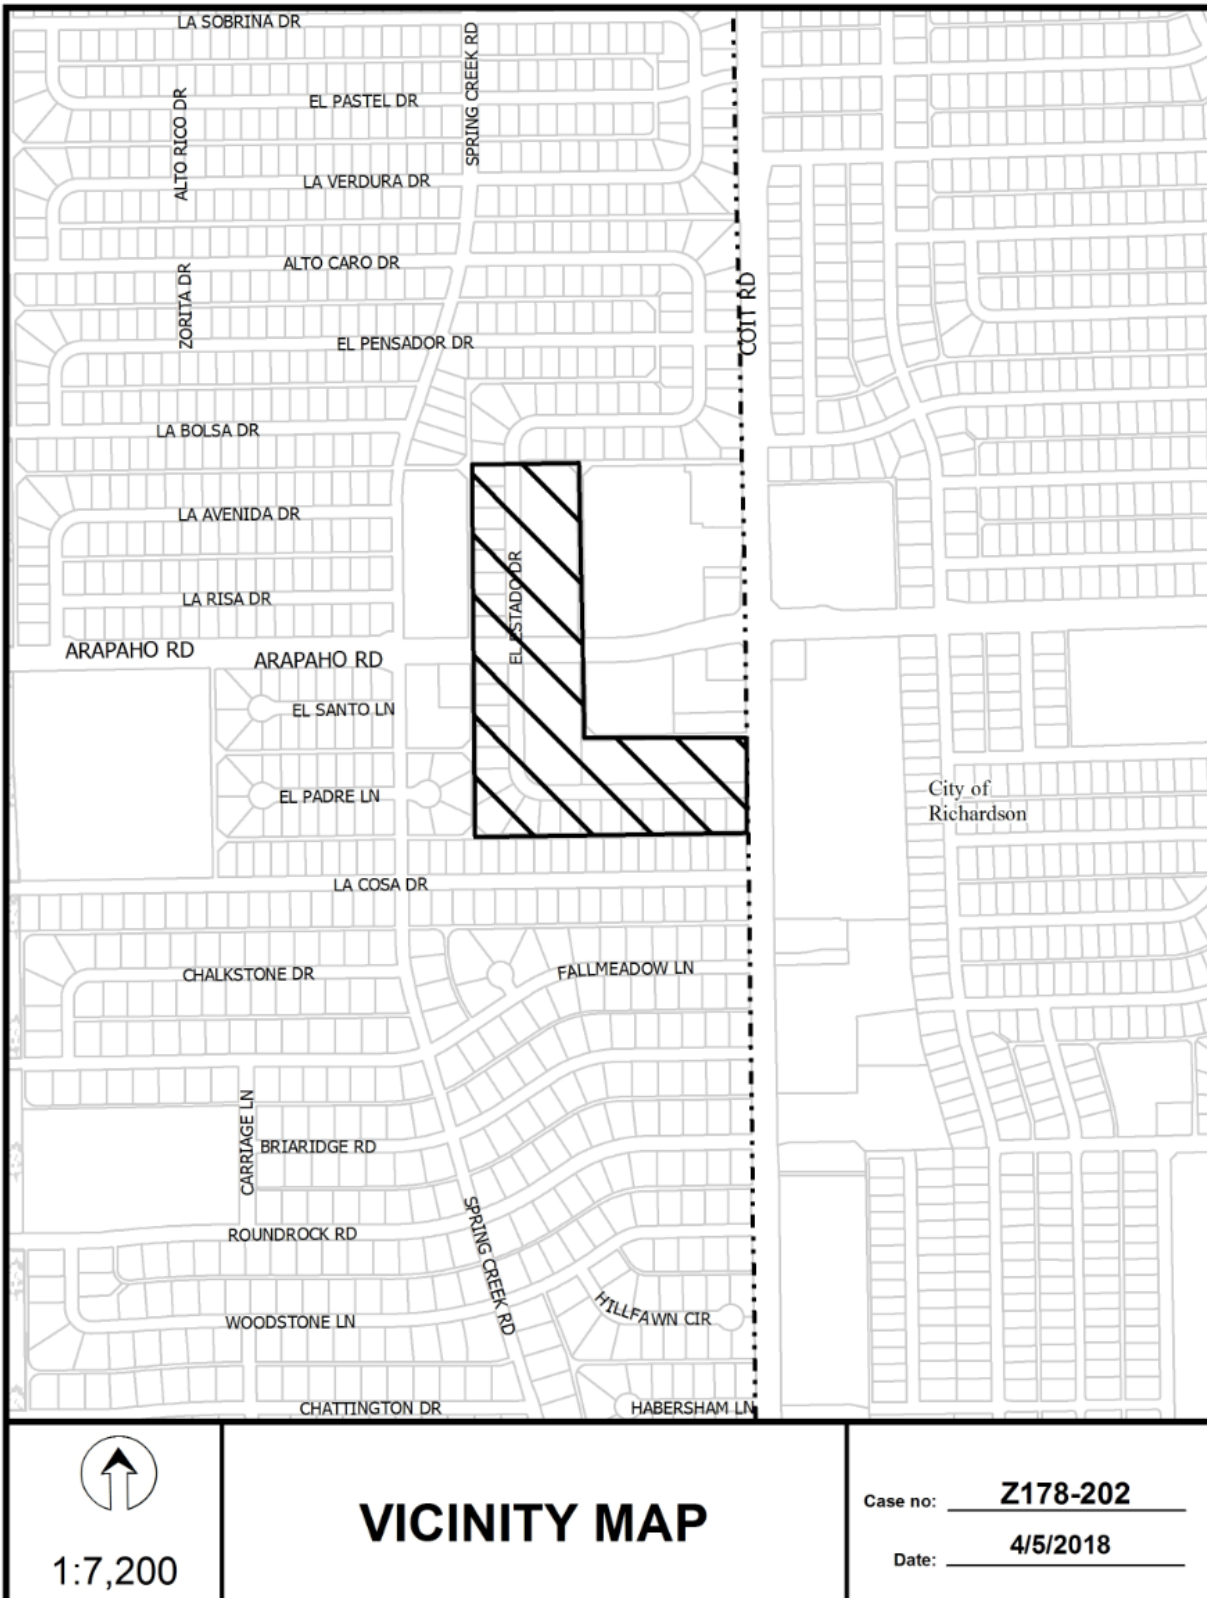 LA SOBRINA DR
SPRING CREEK RD
EL PASTEL DR
ALTO RICO DR
LA VERDURA DR
ALTO CARO DR
ZORITA DR
COIT RD
EL PENSADOR DR
LA BOLSA DR
LA AVENIDA DR
EL ESTADO DR
LA RISA DR
ARAPAHO RD
ARAPAHO RD
EL SANTO LN
EL PADRE LN
City of
Richardson
LA COSA DR
CHALKSTONE DR
FALLMEADOW LN
CARRIAGE LN
BRIARIDGE RD
SPRING CREEK RD
ROUNDROCK RD
HILLFAWN CIR
WOODSTONE LN
CHATTINGTON DR
HABERSHAM LN
1:7,200
VICINITY MAP
Case no: Z178-202
Date: 4/5/2018